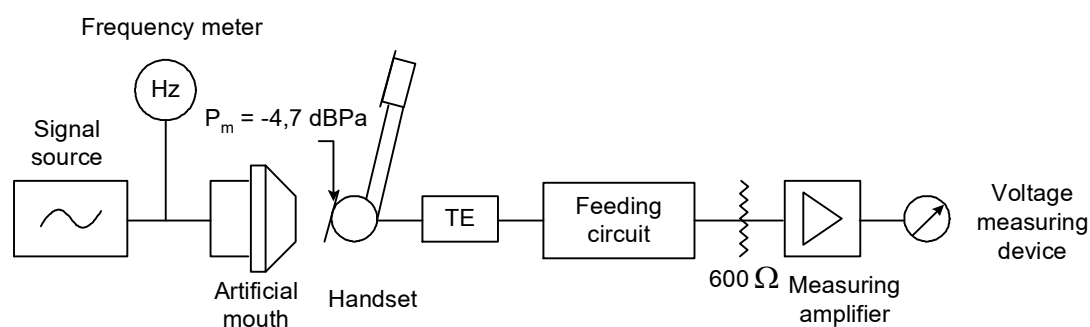 Frequency meter
Hz
Pm = -4,7 dBPa
Signal
source
TE
Feeding
circuit
Voltage
measuring
device
600 Ω
Measuring
amplifier
Artificial
mouth
Handset